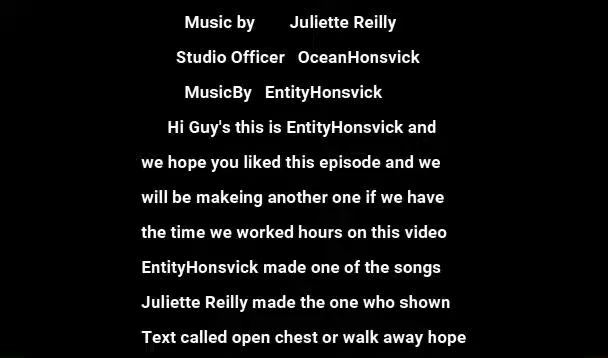 Music by Juliette Reilly
Studio Officer OceanHonsvick
MusicBy EntityHonsvick
Hi Guy's this is EntityHonsvick and
we hope you liked this episode and we
will be makeing another one if we have
the time we worked hours on this video
EntityHonsvick made one of the songs
Juliette Reilly made the one who shown
Text called open chest or walk away hope